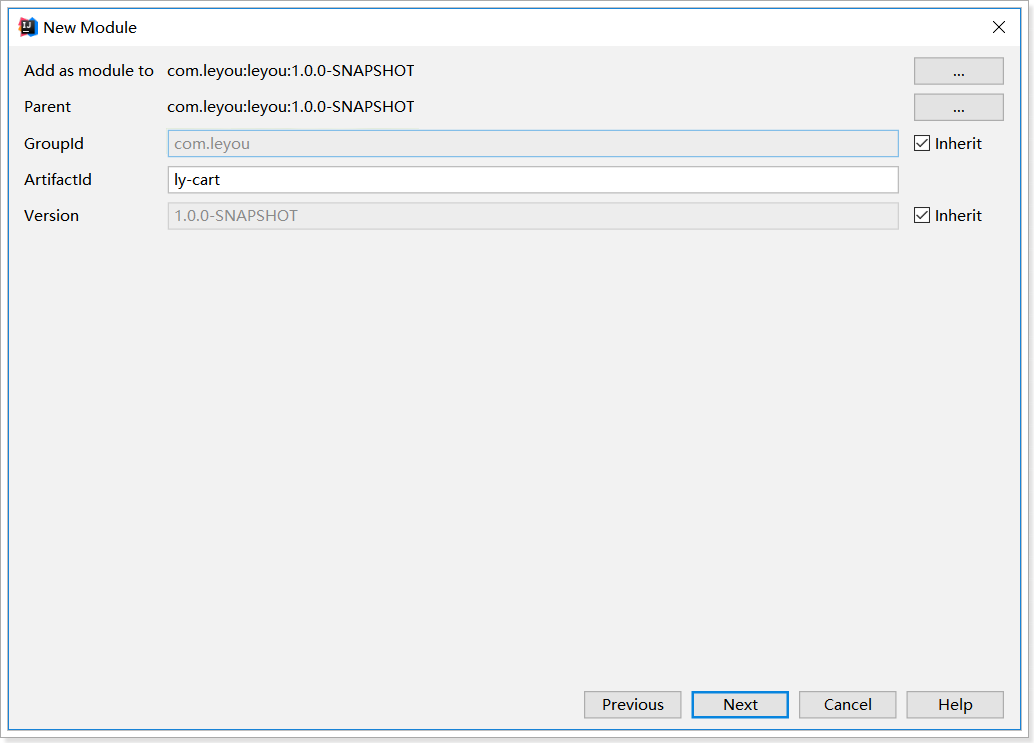 New Module
Add as module to com.leyou:leyou:1.0.0-SNAPSHOT ...
Parent com.leyou:leyou:1.0.0-SNAPSHOT ...
GroupId com.leyou Inherit
ArtifactId ly-cart
Version 1.0.0-SNAPSHOT Inherit
Previous Next Cancel Help